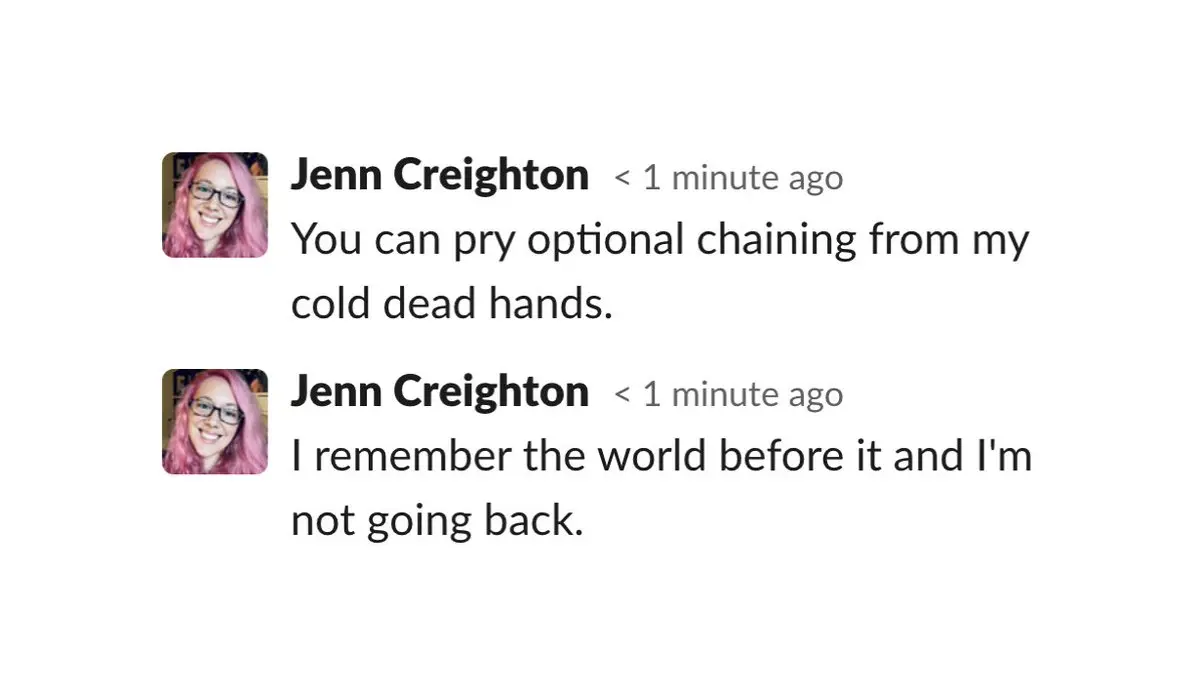 Jenn Creighton < 1 minute ago
You can pry optional chaining from my
cold dead hands.
Jenn Creighton < 1 minute ago
I remember the world before it and I'm
not going back.